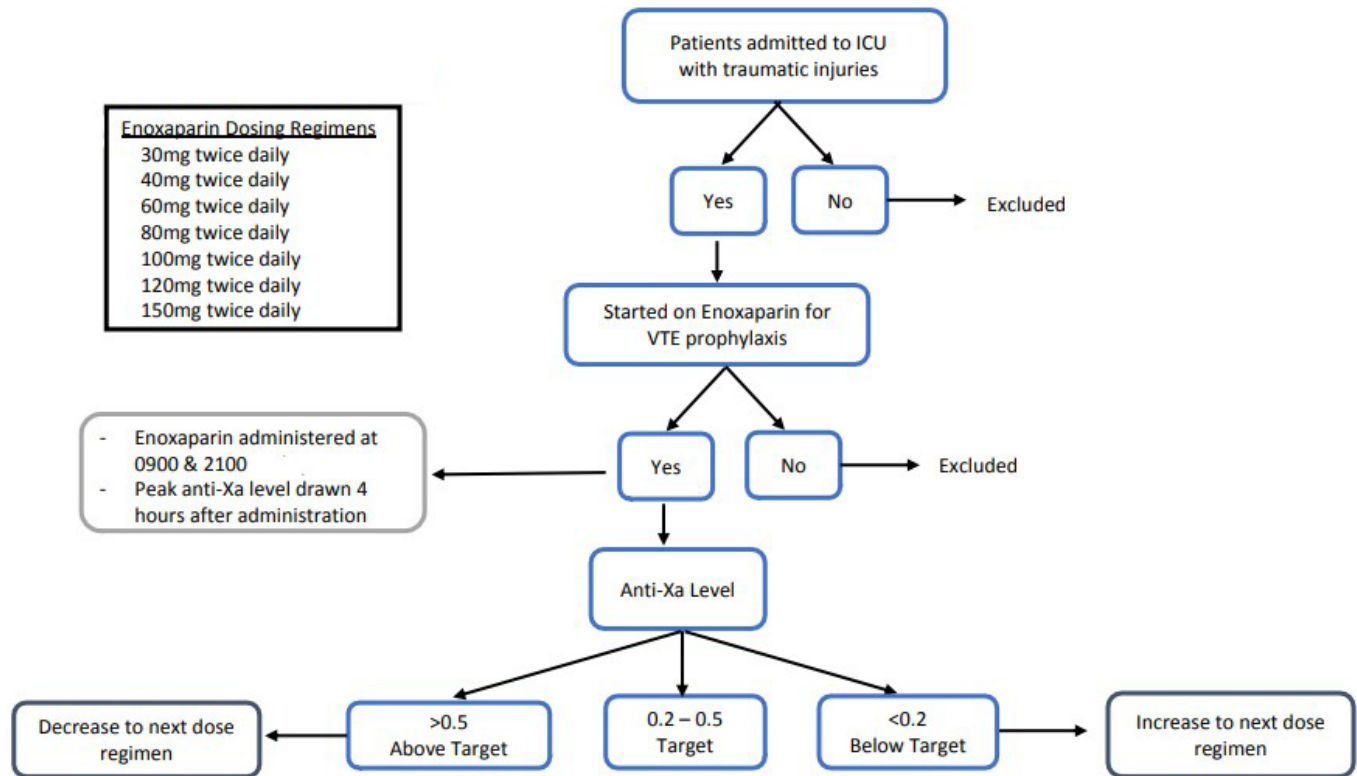 Patients admitted to ICU
with traumatic injuries
Enoxaparin Dosing Regimens
30mg twice daily
40mg twice daily
60mg twice daily
80mg twice daily
100mg twice daily
120mg twice daily
150mg twice daily
Yes
No
Excluded
Started on Enoxaparin for
VTE prophylaxis
- Enoxaparin administered at
0900 & 2100
- Peak anti-Xa level drawn 4
hours after administration
Yes
No
Excluded
Anti-Xa Level
Decrease to next dose
regimen
>0.5
Above Target
0.2 – 0.5
Target
<0.2
Below Target
Increase to next dose
regimen